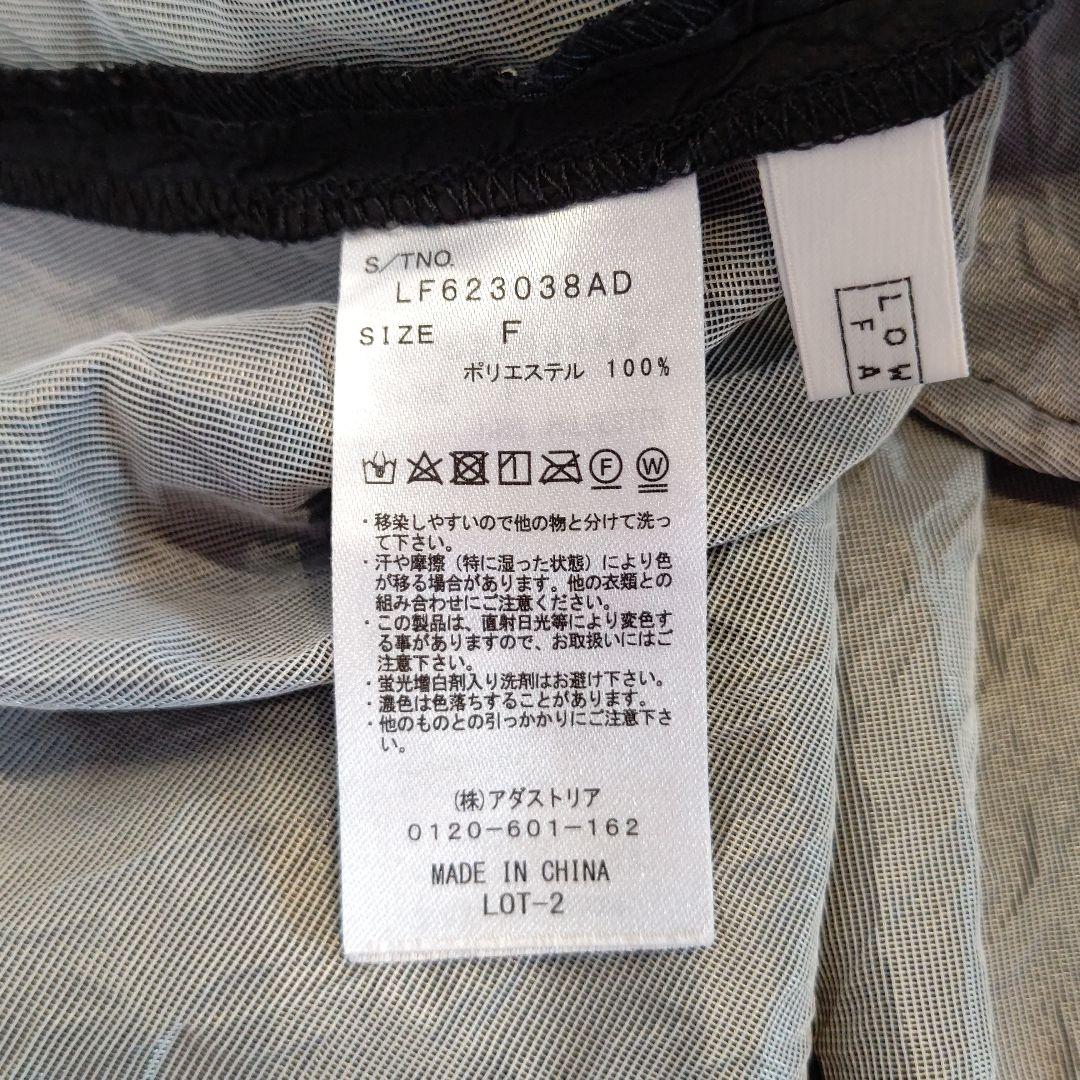 S/TNO.
LF623038AD
SIZE F
ポリエステル 100%
F W
・移染しやすいので他の物と分けて洗っ
て下さい。
・汗や摩擦（特に湿った状態）により色
が移る場合があります。他の衣類との
組み合わせにご注意ください。
・この製品は、直射日光等により変色す
る事がありますので、お取扱いにはご
注意下さい。
・蛍光増白剤入り洗剤はお避け下さい。
・濃色は色落ちすることがあります。
・他のものとの引っかかりにご注意下さ
い。
(株)アダストリア
0120-601-162
MADE IN CHINA
LOT-2
LOW
FA